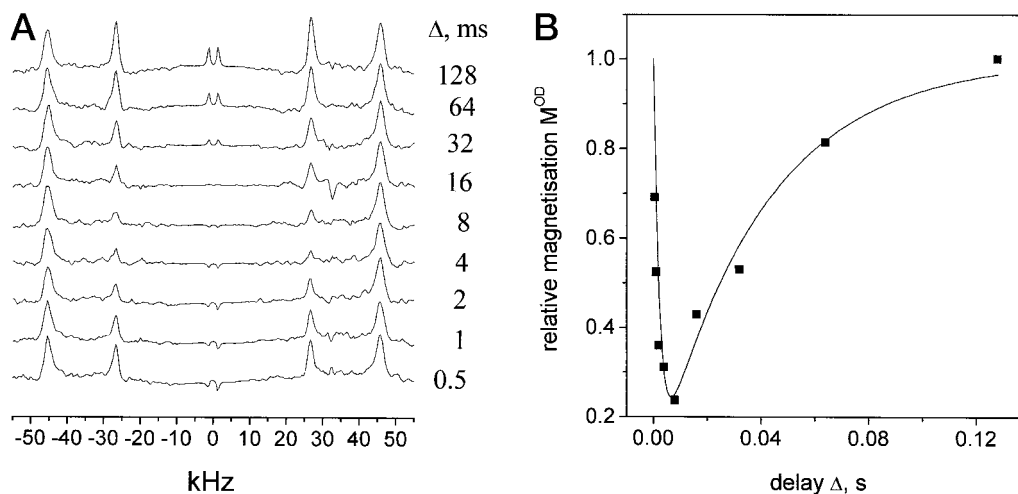 A
Δ, ms
128
64
32
16
8
4
2
1
0.5
-50 -40 -30 -20 -10 0 10 20 30 40 50
kHz
B
relative magnetisation M^OD
1.0
0.8
0.6
0.4
0.2
0.00 0.04 0.08 0.12
delay Δ, s